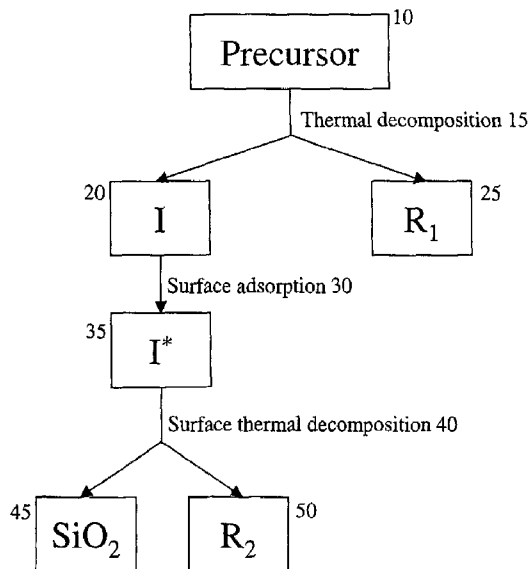 10
Precursor
Thermal decomposition 15
20
I
25
R₁
Surface adsorption 30
35
I*
Surface thermal decomposition 40
45
SiO₂
50
R₂